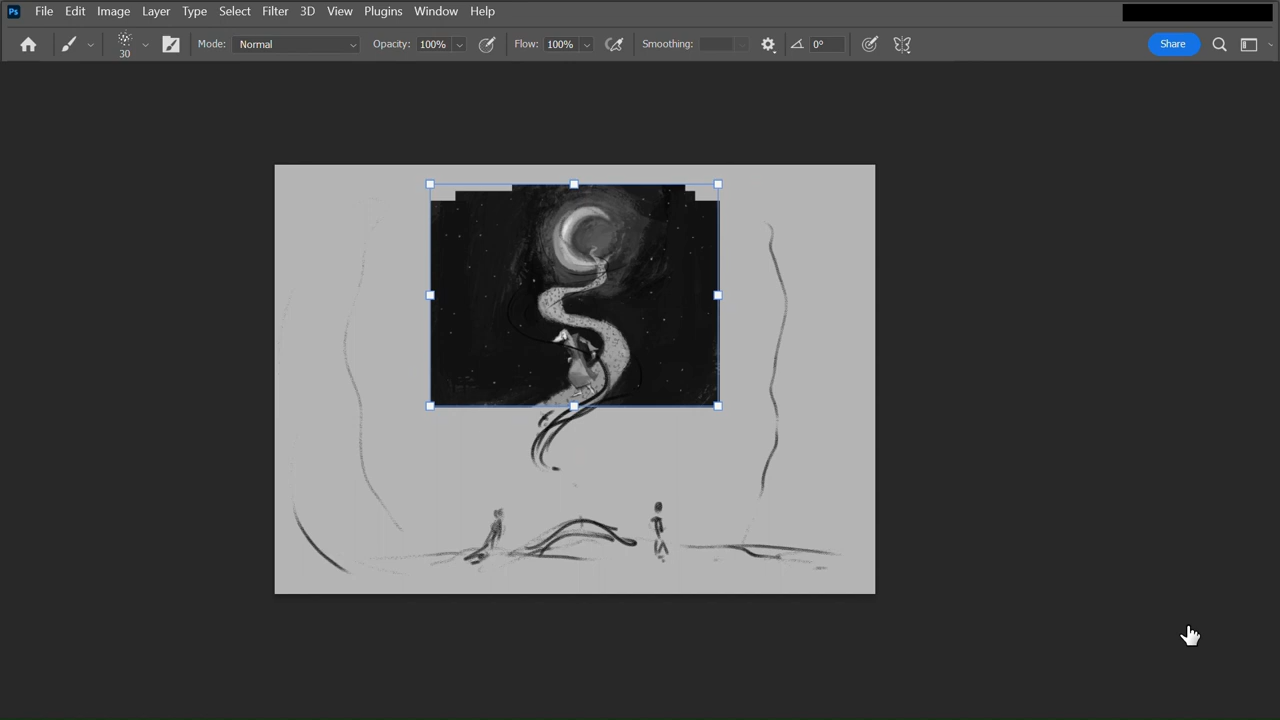 Ps File Edit Image Layer Type Select Filter 3D View Plugins Window Help
30 Mode: Normal Opacity: 100% Flow: 100% Smoothing: 0° Share